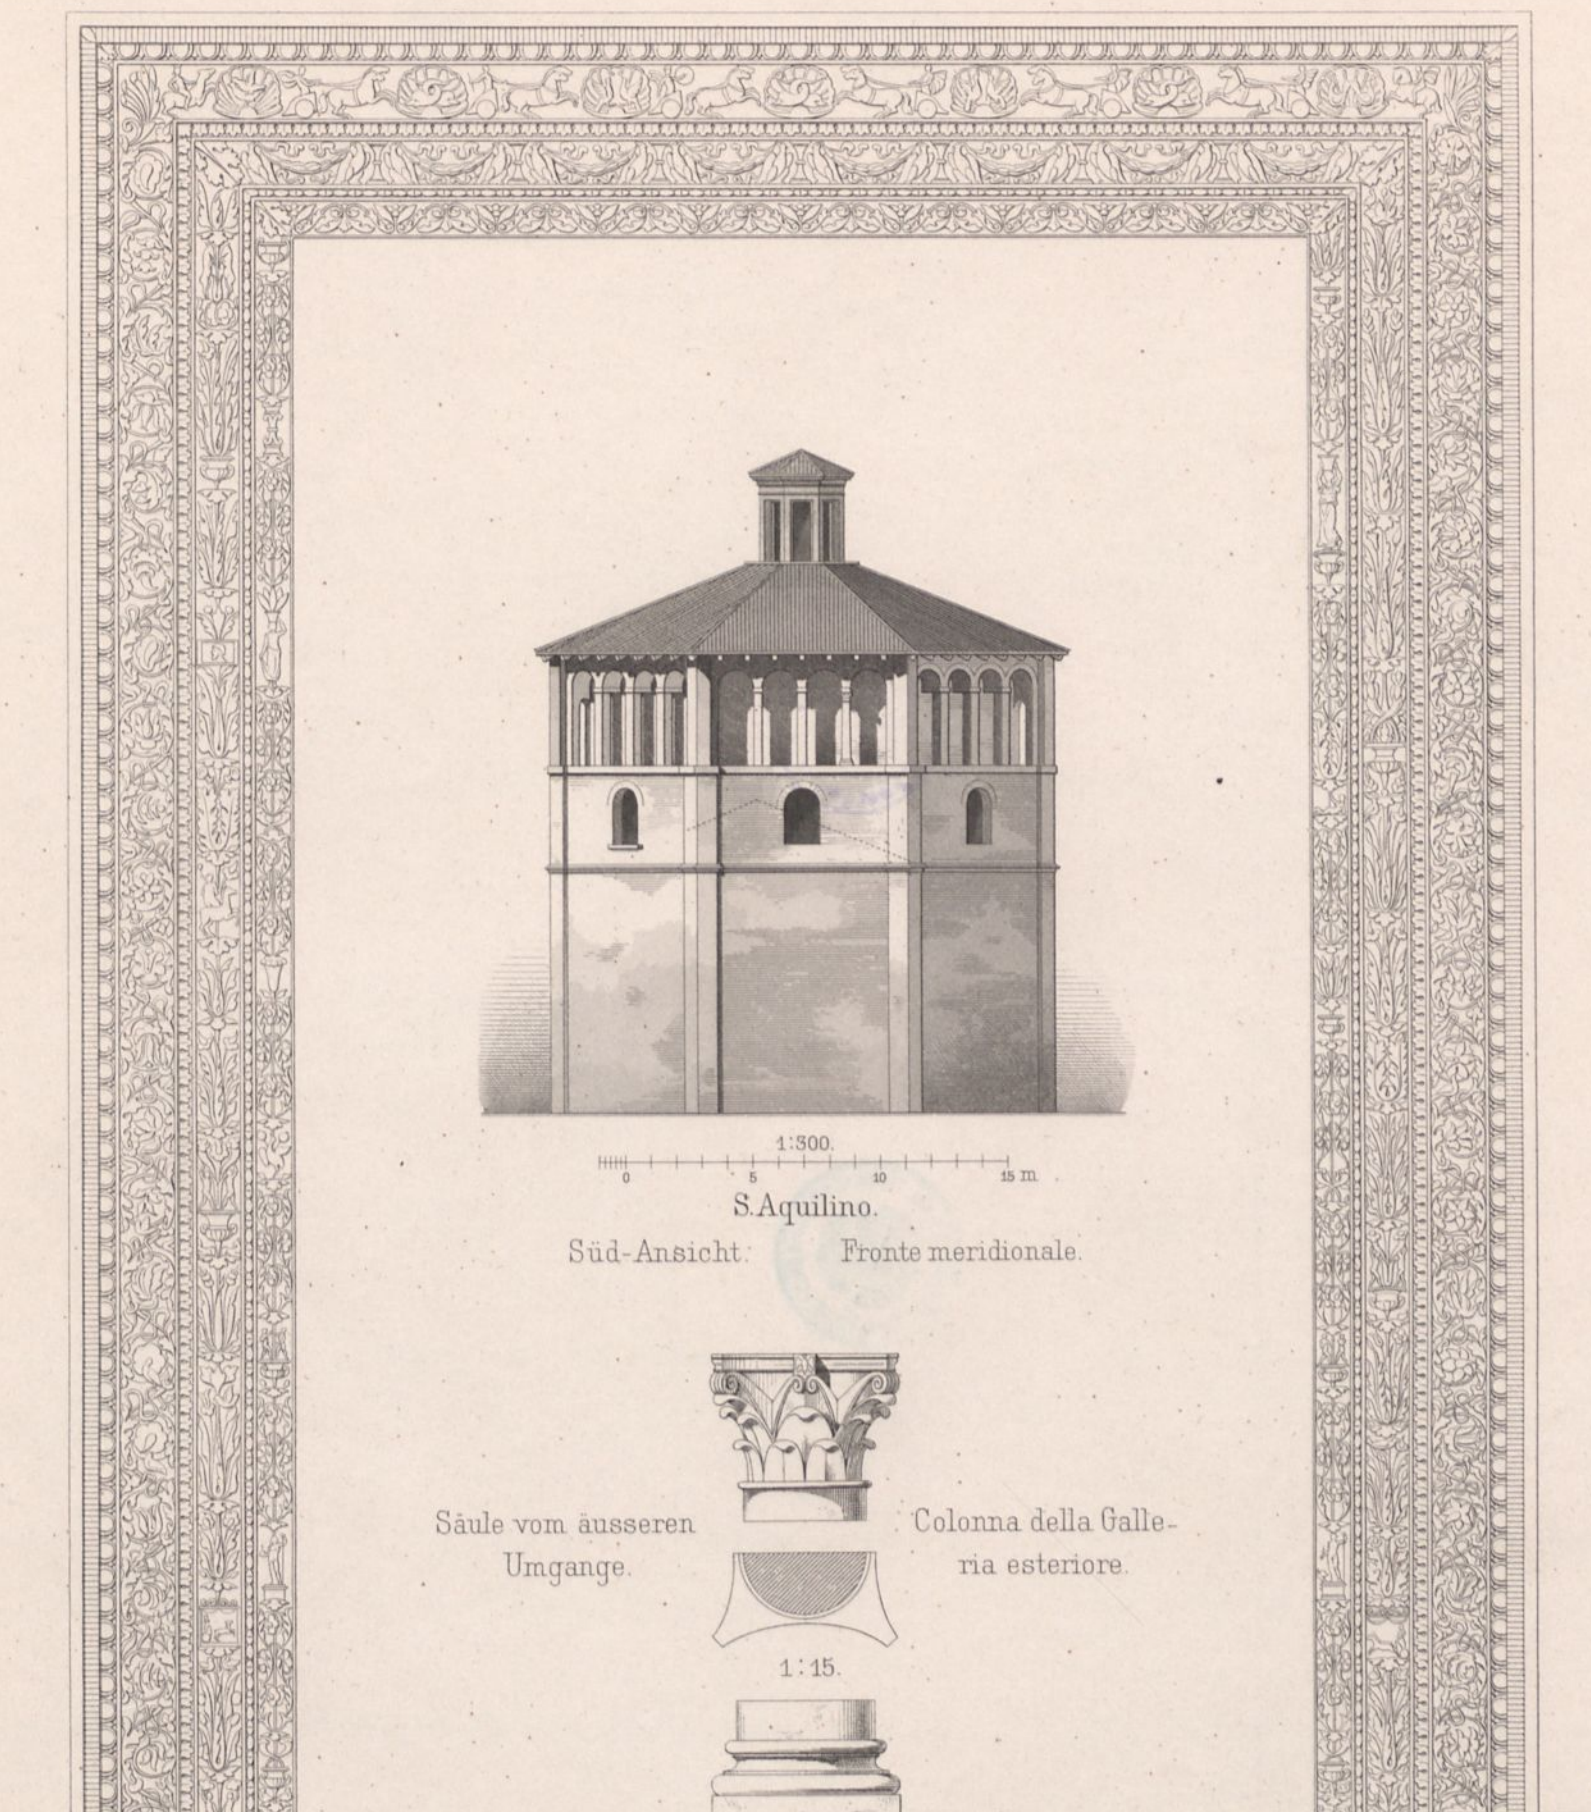 1:300.
0 5 10 15 m
S. Aquilino.
Süd-Ansicht. Fronte meridionale.
Säule vom äusseren Colonna della Galle-
Umgange. ria esteriore.
1:15.